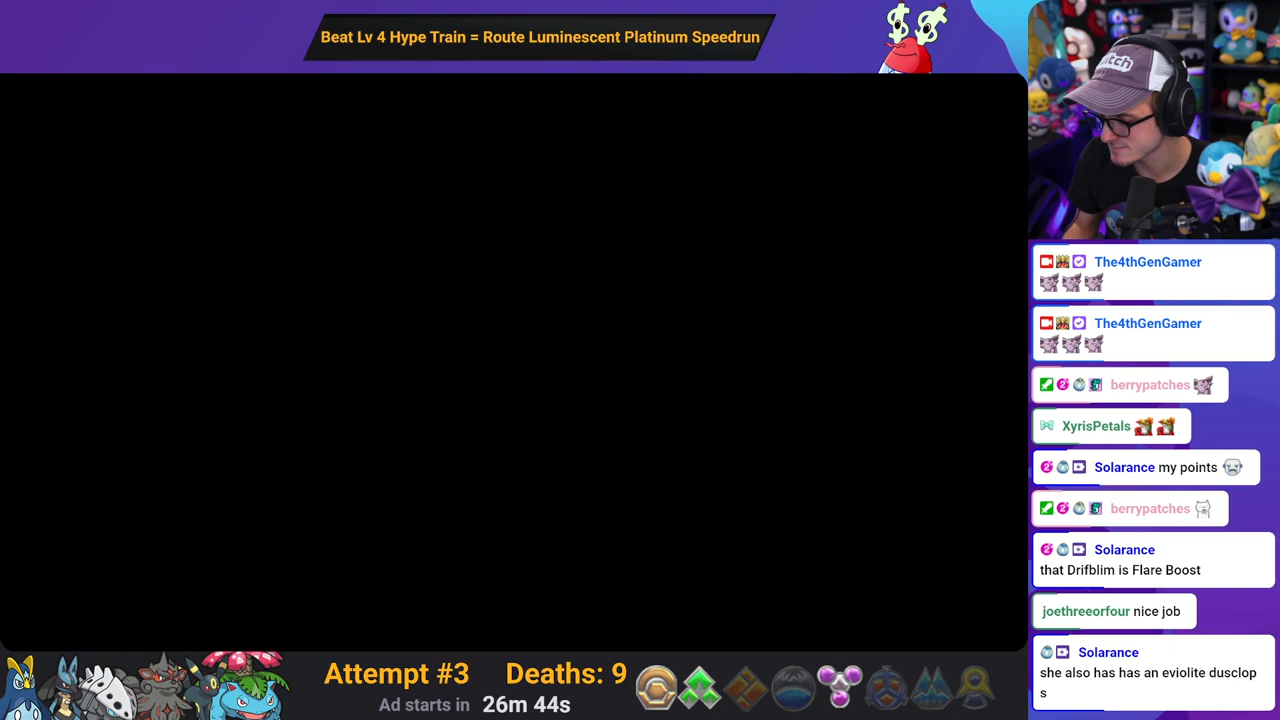 Beat Lv 4 Hype Train = Route Luminescent Platinum Speedrun
The4thGenGamer
The4thGenGamer
berrypatches
XyrisPetals
Solarance my points
berrypatches
Solarance
that Drifblim is Flare Boost
joethreeorfour nice job
Solarance
she also has has an eviolite dusclop
s
Attempt #3 Deaths: 9
Ad starts in 26m 44s